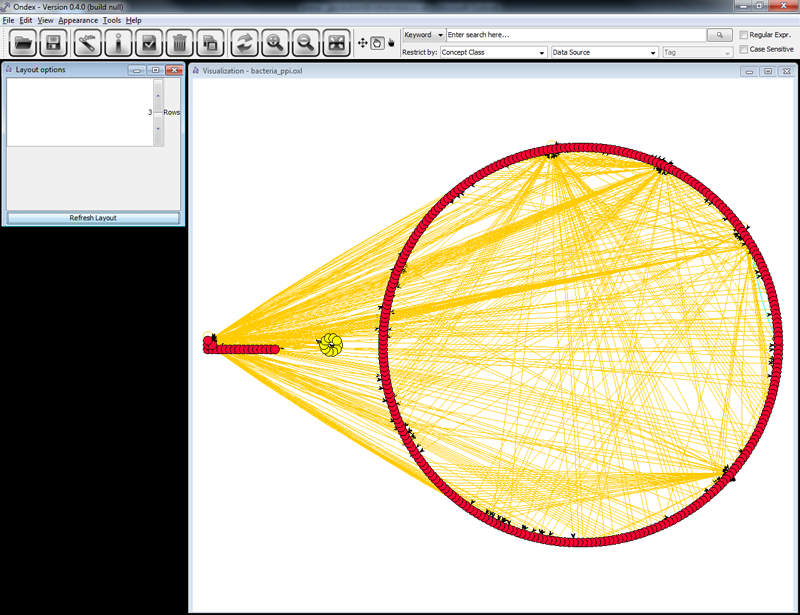 Ondex - Version 0.4.0 (build null)
File Edit View Appearance Tools Help
Keyword Enter search here... Regular Expr.
Restrict by: Concept Class Data Source Tag Case Sensitive
Layout options
Visualization - bacteria_ppi.oxl
3 Rows
Refresh Layout